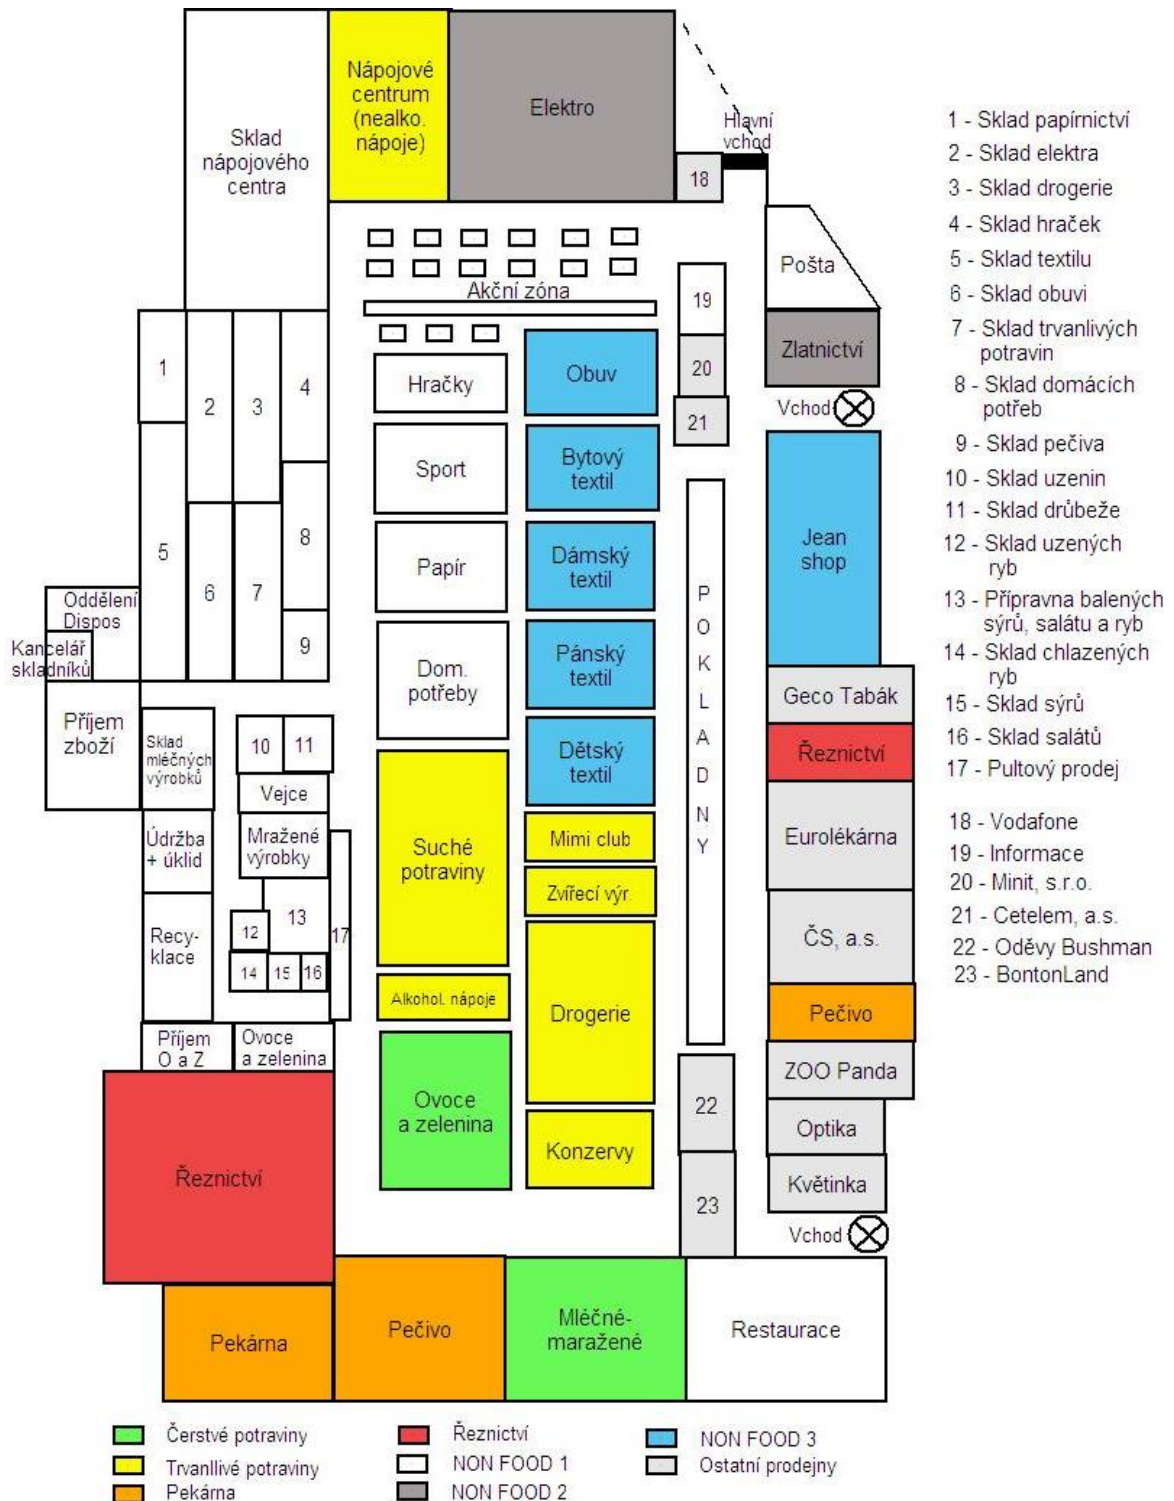 Nápojové
centrum
(nealko.
nápoje)
Elektro
Sklad
nápojového
centra
Hlavní
vchod
18
Pošta
Akční zóna
19
Zlatnictví
1
2
3
4
Hračky
Obuv
20
Vchod
21
Sport
Bytový
textil
Jean
shop
5
6
7
8
Papír
Dámský
textil
POKLADNY
Oddělení
Dispos
Kancelář
skladníků
9
Dom.
potřeby
Pánský
textil
Geco Tabák
Příjem
zboží
Sklad
mléčných
výrobků
10
11
Dětský
textil
Řeznictví
Vejce
Údržba
+ úklid
Mražené
výrobky
Suché
potraviny
Mimi club
Eurolékárna
Zvířecí výr.
Recy-
klace
12
13
17
14
15
16
ČS, a.s.
Alkohol. nápoje
Drogerie
Pečivo
Příjem
O a Z
Ovoce
a zelenina
ZOO Panda
Ovoce
a zelenina
22
Optika
Konzervy
Řeznictví
23
Květinka
Vchod
Pekárna
Pečivo
Mléčné-
maražené
Restaurace
1 - Sklad papírnictví
2 - Sklad elektra
3 - Sklad drogerie
4 - Sklad hraček
5 - Sklad textilu
6 - Sklad obuvi
7 - Sklad trvanlivých
potravin
8 - Sklad domácích
potřeb
9 - Sklad pečiva
10 - Sklad uzenin
11 - Sklad drůbeže
12 - Sklad uzených
ryb
13 - Přípravna balených
sýrů, salátu a ryb
14 - Sklad chlazených
ryb
15 - Sklad sýrů
16 - Sklad salátů
17 - Pultový prodej
18 - Vodafone
19 - Informace
20 - Minit, s.r.o.
21 - Cetelem, a.s.
22 - Oděvy Bushman
23 - BontonLand
Čerstvé potraviny
Trvanllivé potraviny
Pekárna
Řeznictví
NON FOOD 1
NON FOOD 2
NON FOOD 3
Ostatní prodejny